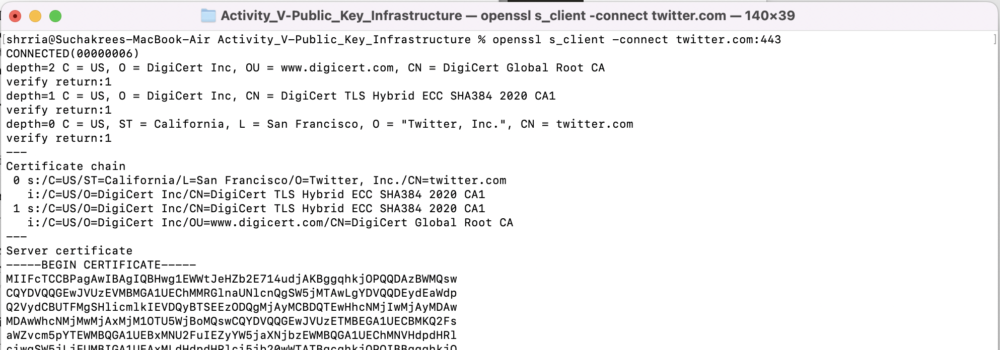 Activity_V-Public_Key_Infrastructure — openssl s_client -connect twitter.com — 140×39
shrria@Suchakrees-MacBook-Air Activity_V-Public_Key_Infrastructure % openssl s_client -connect twitter.com:443
CONNECTED(00000006)
depth=2 C = US, O = DigiCert Inc, OU = www.digicert.com, CN = DigiCert Global Root CA
verify return:1
depth=1 C = US, O = DigiCert Inc, CN = DigiCert TLS Hybrid ECC SHA384 2020 CA1
verify return:1
depth=0 C = US, ST = California, L = San Francisco, O = "Twitter, Inc.", CN = twitter.com
verify return:1
---
Certificate chain
 0 s:/C=US/ST=California/L=San Francisco/O=Twitter, Inc./CN=twitter.com
   i:/C=US/O=DigiCert Inc/CN=DigiCert TLS Hybrid ECC SHA384 2020 CA1
 1 s:/C=US/O=DigiCert Inc/CN=DigiCert TLS Hybrid ECC SHA384 2020 CA1
   i:/C=US/O=DigiCert Inc/OU=www.digicert.com/CN=DigiCert Global Root CA
---
Server certificate
-----BEGIN CERTIFICATE-----
MIIFcTCCBPagAwIBAgIQBHwg1EWWtJeHZb2E714udjAKBggqhkjOPQQDAzBWMQsw
CQYDVQQGEwJVUzEVMBMGA1UEChMMRGlnaUNlcnQgSW5jMTAwLgYDVQQDEydEaWdp
Q2VydCBUTFMgSHlicmlkIEVDQyBTSEEzODQgMjAyMCBDQTEwHhcNMjIwMjAyMDAw
MDAwWhcNMjMwMjAxMjM1OTU5WjBoMQswCQYDVQQGEwJVUzETMBEGA1UECBMKQ2Fs
aWZvcm5pYTEWMBQGA1UEBxMNU2FuIEZyYW5jaXNjbzEWMBQGA1UEChMNVHdpdHRl